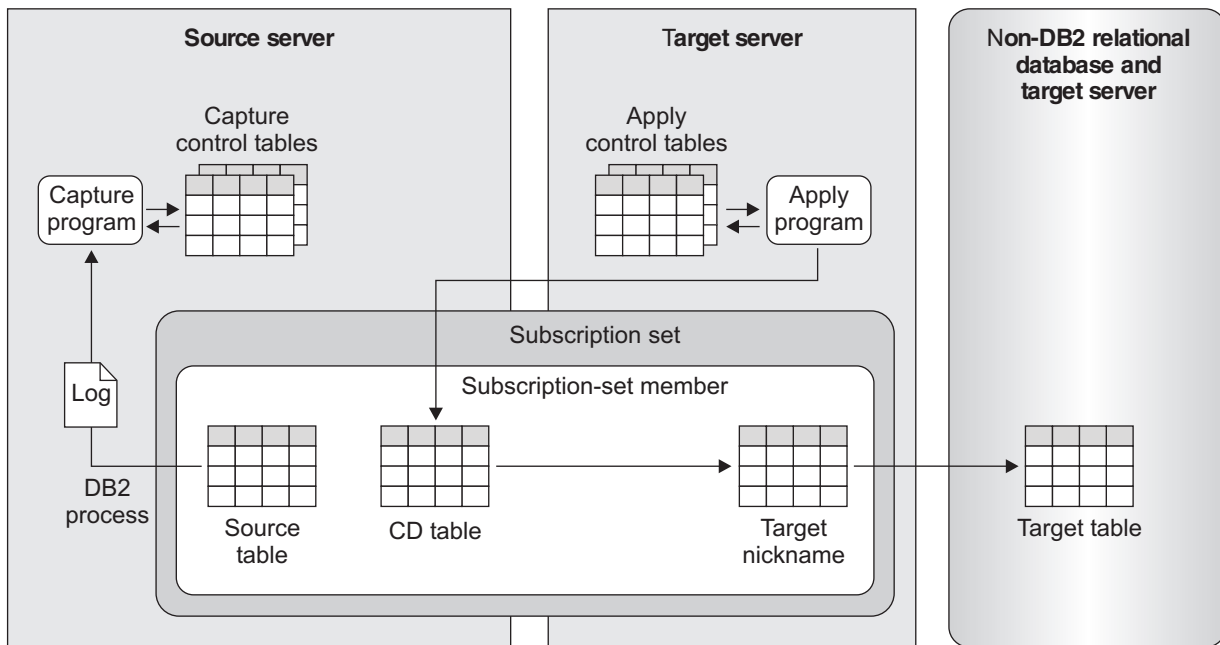 Source server
Target server
Non-DB2 relational
database and
target server
Capture
control tables
Apply
control tables
Capture
program
Apply
program
Subscription set
Subscription-set member
Log
DB2
process
Source
table
CD table
Target
nickname
Target table